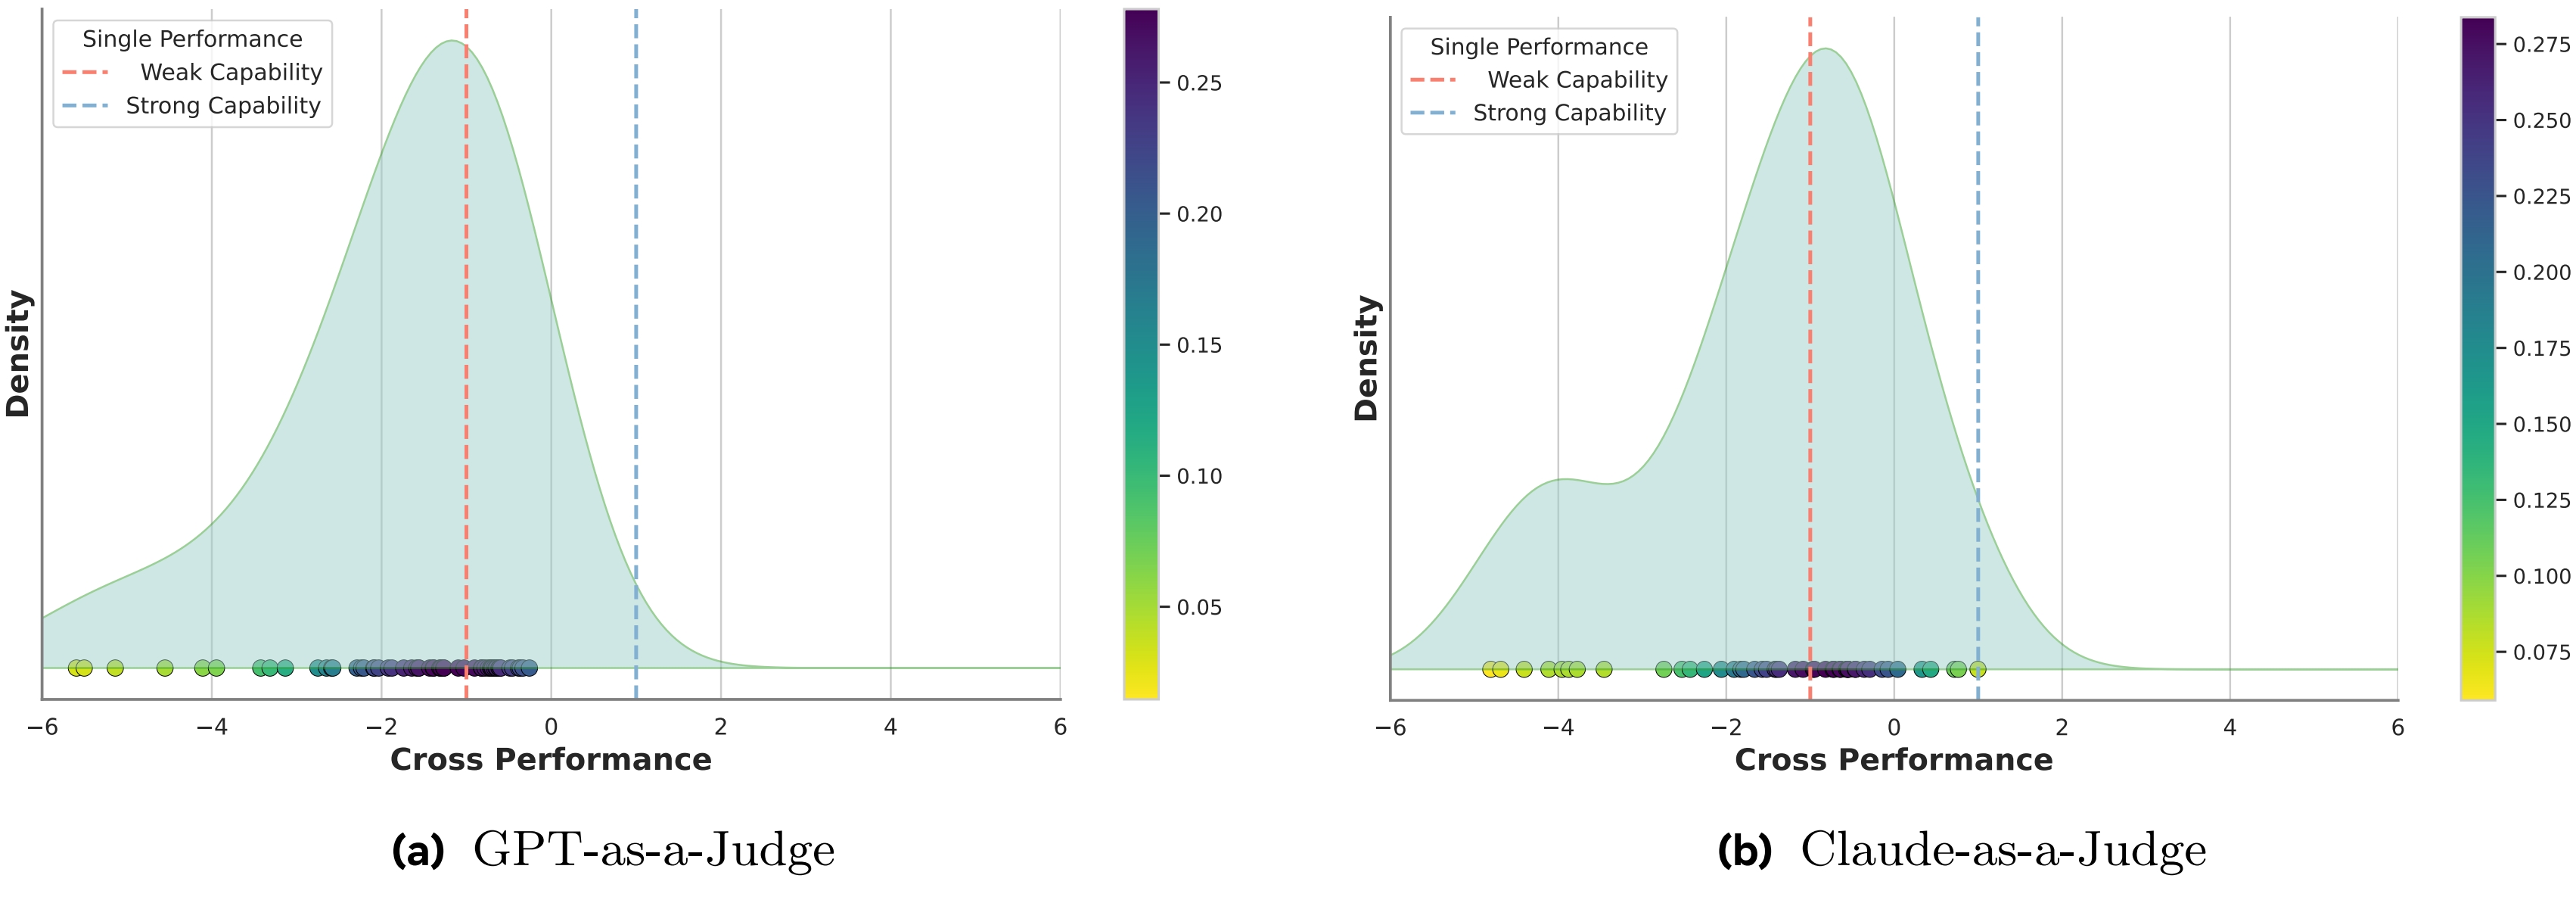 Single Performance
Weak Capability
Strong Capability
Density
−6 −4 −2 0 2 4 6
Cross Performance
0.25
0.20
0.15
0.10
0.05
(a) GPT-as-a-Judge
Single Performance
Weak Capability
Strong Capability
Density
−6 −4 −2 0 2 4 6
Cross Performance
0.275
0.250
0.225
0.200
0.175
0.150
0.125
0.100
0.075
(b) Claude-as-a-Judge